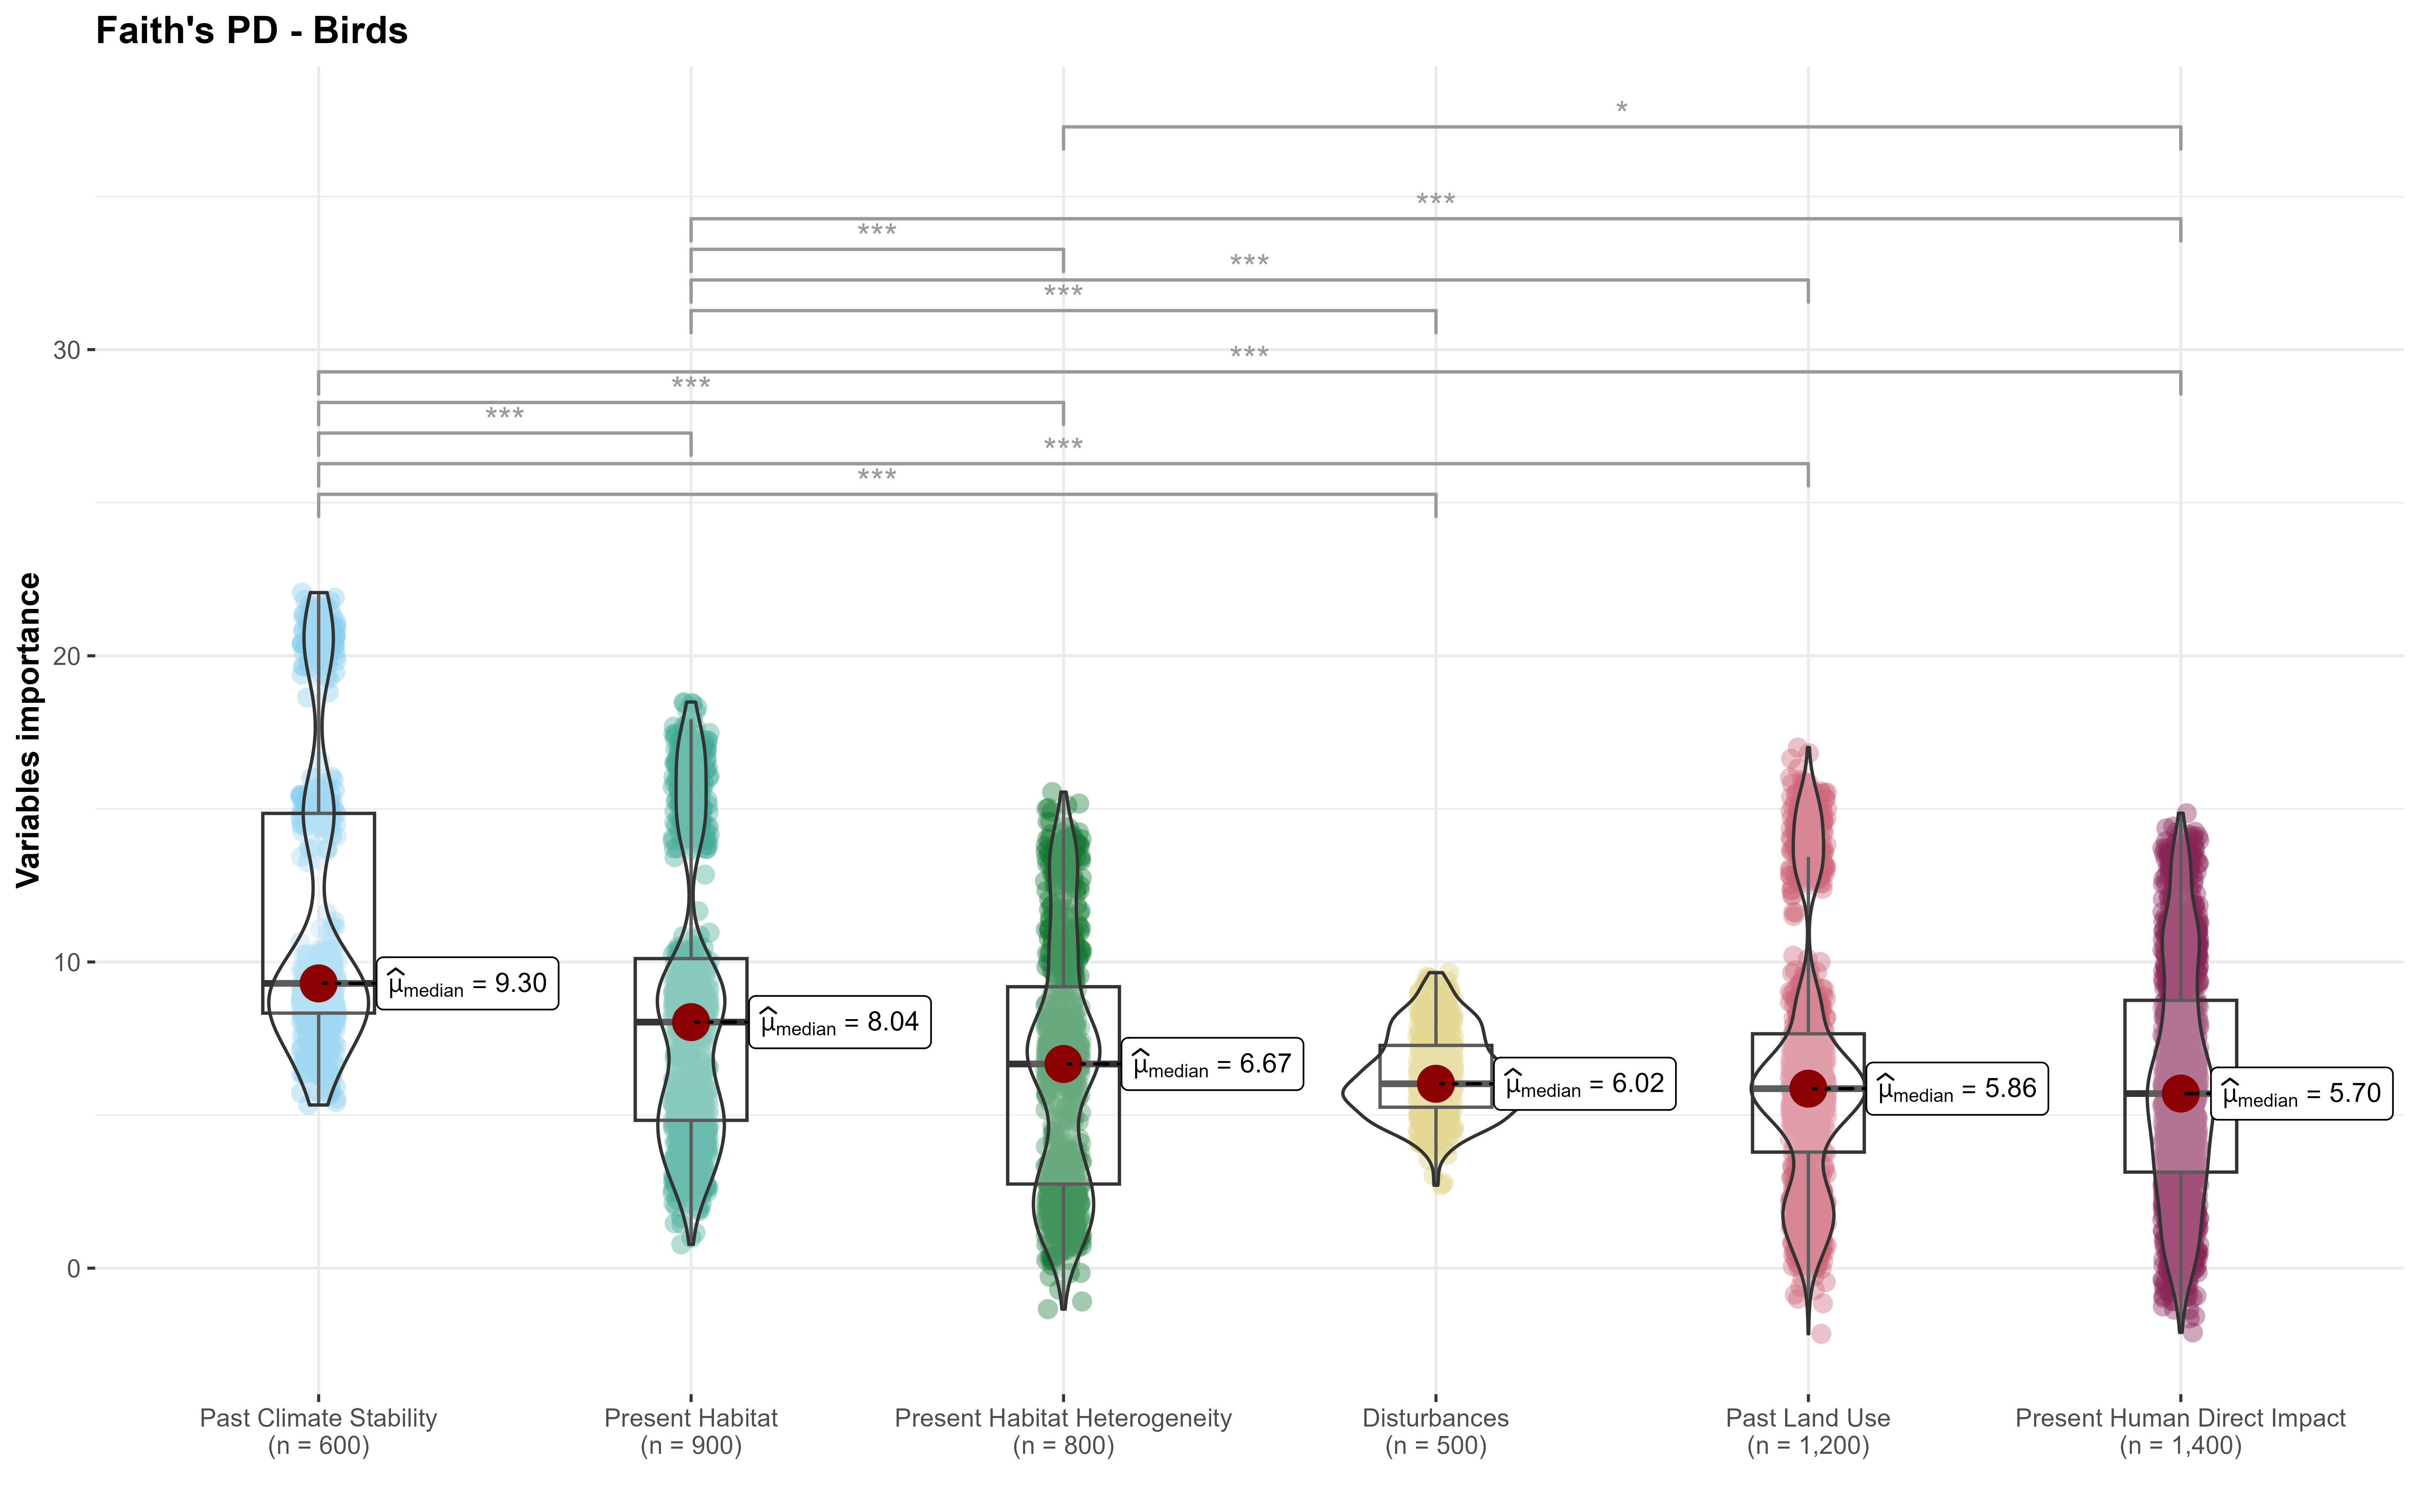 Faith's PD - Birds
*
***
***
***
***
***
***
***
***
***
Variables importance
30
20
10
0
μ̂median = 9.30
μ̂median = 8.04
μ̂median = 6.67
μ̂median = 6.02
μ̂median = 5.86
μ̂median = 5.70
Past Climate Stability
(n = 600)
Present Habitat
(n = 900)
Present Habitat Heterogeneity
(n = 800)
Disturbances
(n = 500)
Past Land Use
(n = 1,200)
Present Human Direct Impact
(n = 1,400)